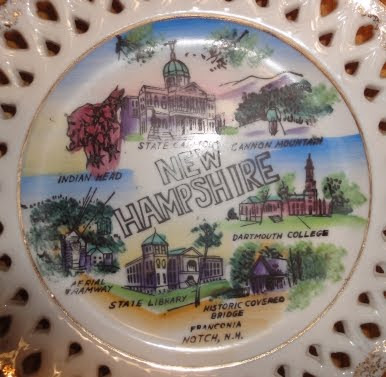 STATE CAPITOL
CANNON MOUNTAIN
INDIAN HEAD
NEW
HAMPSHIRE
DARTMOUTH COLLEGE
AERIAL
TRAMWAY
STATE LIBRARY
HISTORIC COVERED
BRIDGE
FRANCONIA
NOTCH, N.H.